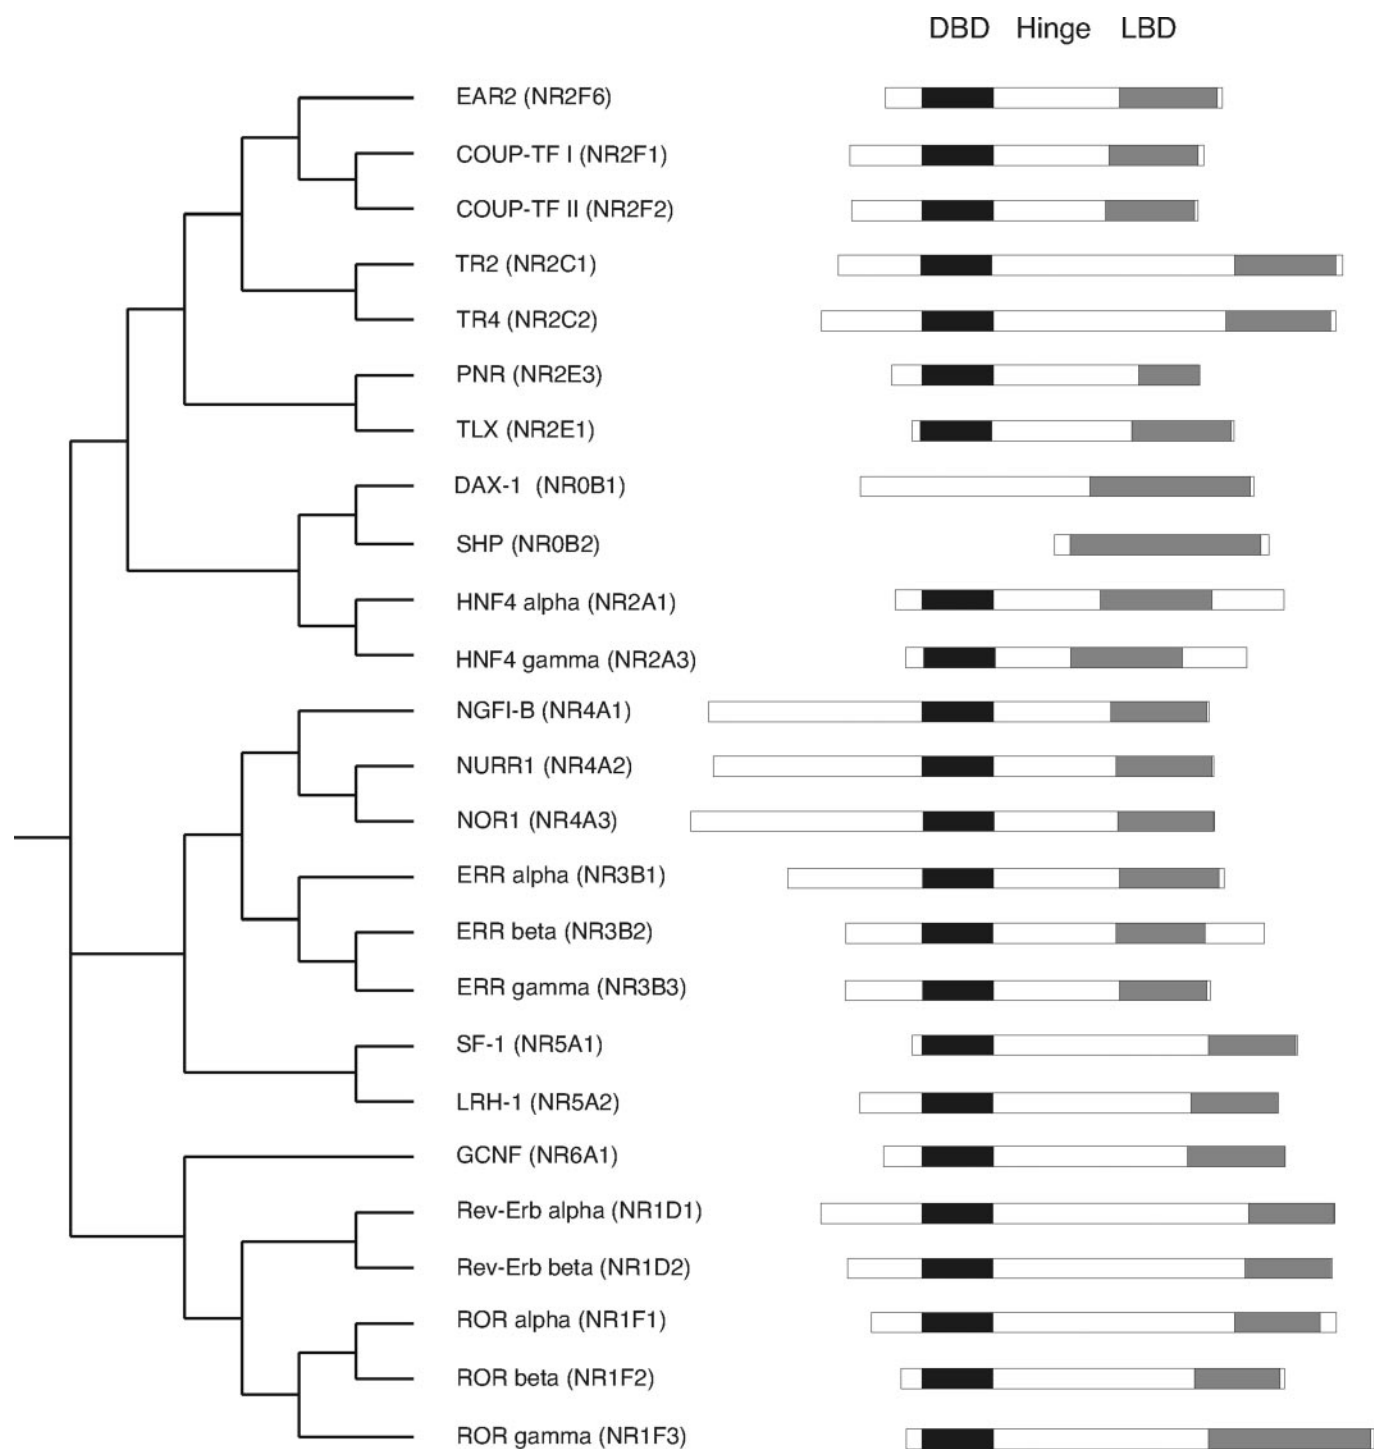 DBD Hinge LBD
EAR2 (NR2F6)
COUP-TF I (NR2F1)
COUP-TF II (NR2F2)
TR2 (NR2C1)
TR4 (NR2C2)
PNR (NR2E3)
TLX (NR2E1)
DAX-1 (NR0B1)
SHP (NR0B2)
HNF4 alpha (NR2A1)
HNF4 gamma (NR2A3)
NGFI-B (NR4A1)
NURR1 (NR4A2)
NOR1 (NR4A3)
ERR alpha (NR3B1)
ERR beta (NR3B2)
ERR gamma (NR3B3)
SF-1 (NR5A1)
LRH-1 (NR5A2)
GCNF (NR6A1)
Rev-Erb alpha (NR1D1)
Rev-Erb beta (NR1D2)
ROR alpha (NR1F1)
ROR beta (NR1F2)
ROR gamma (NR1F3)